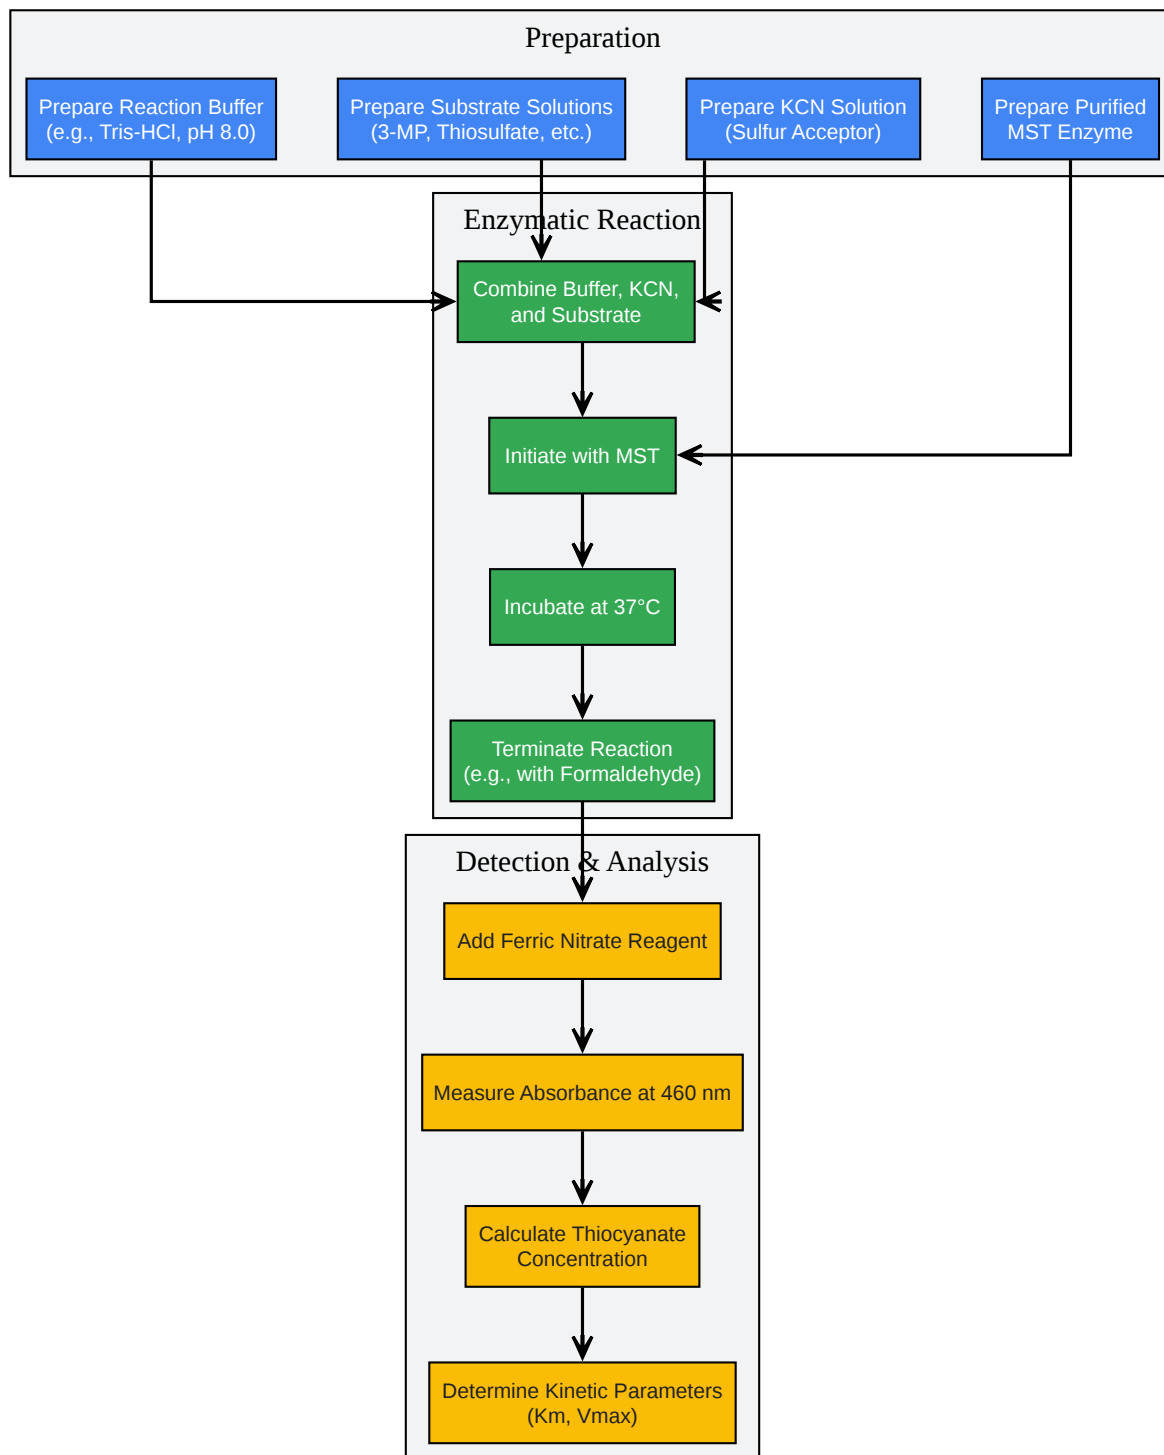 Preparation
Prepare Reaction Buffer
(e.g., Tris-HCl, pH 8.0)
Prepare Substrate Solutions
(3-MP, Thiosulfate, etc.)
Prepare KCN Solution
(Sulfur Acceptor)
Prepare Purified
MST Enzyme
Enzymatic Reaction
Combine Buffer, KCN,
and Substrate
Initiate with MST
Incubate at 37°C
Terminate Reaction
(e.g., with Formaldehyde)
Detection & Analysis
Add Ferric Nitrate Reagent
Measure Absorbance at 460 nm
Calculate Thiocyanate
Concentration
Determine Kinetic Parameters
(Km, Vmax)